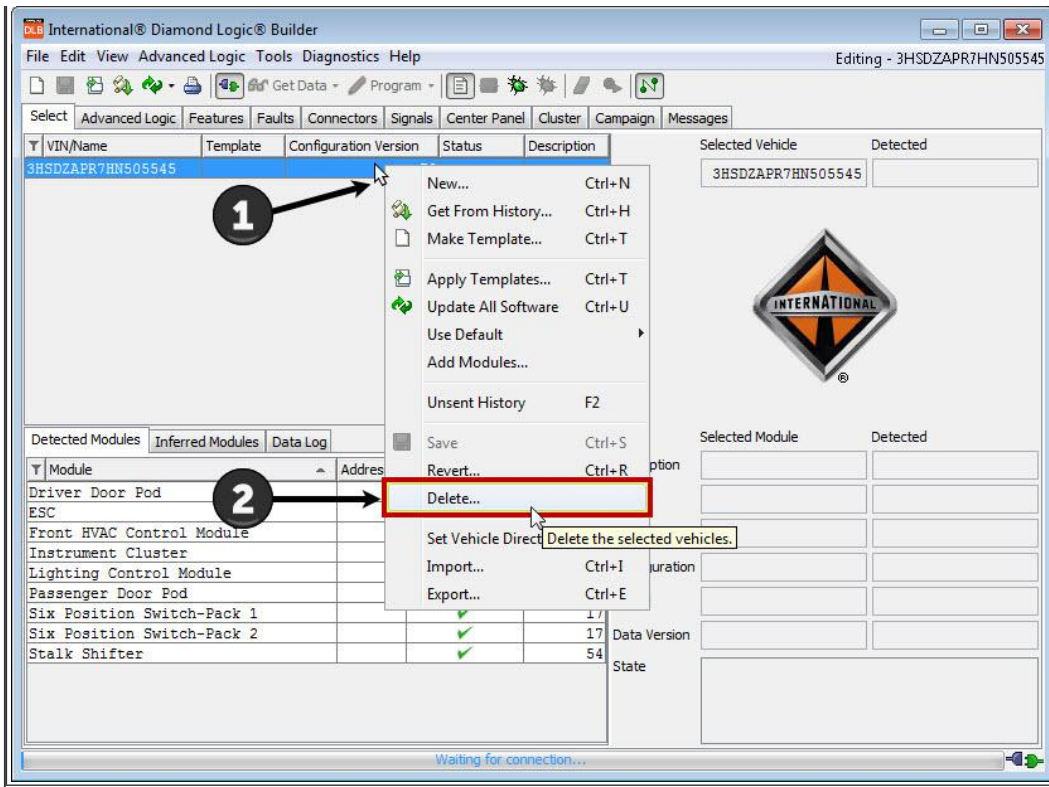 DLB International® Diamond Logic® Builder
File Edit View Advanced Logic Tools Diagnostics Help Editing - 3HSDZAPR7HN505545
Get Data Program
Select Advanced Logic Features Faults Connectors Signals Center Panel Cluster Campaign Messages
VIN/Name Template Configuration Version Status Description
3HSDZAPR7HN505545
Selected Vehicle Detected
3HSDZAPR7HN505545
1
New... Ctrl+N
Get From History... Ctrl+H
Make Template... Ctrl+T
Apply Templates... Ctrl+T
Update All Software Ctrl+U
Use Default
Add Modules...
Unsent History F2
Save Ctrl+S
Revert... Ctrl+R
Delete...
Delete the selected vehicles.
Set Vehicle Direct
Import... Ctrl+I
Export... Ctrl+E
INTERNATIONAL
®
Detected Modules Inferred Modules Data Log
Module Addres
Driver Door Pod
2
ESC
Front HVAC Control Module
Instrument Cluster
Lighting Control Module
Passenger Door Pod
Six Position Switch-Pack 1 17
Six Position Switch-Pack 2 17
Stalk Shifter 54
Selected Module Detected
ption
uration
Data Version
State
Waiting for connection...